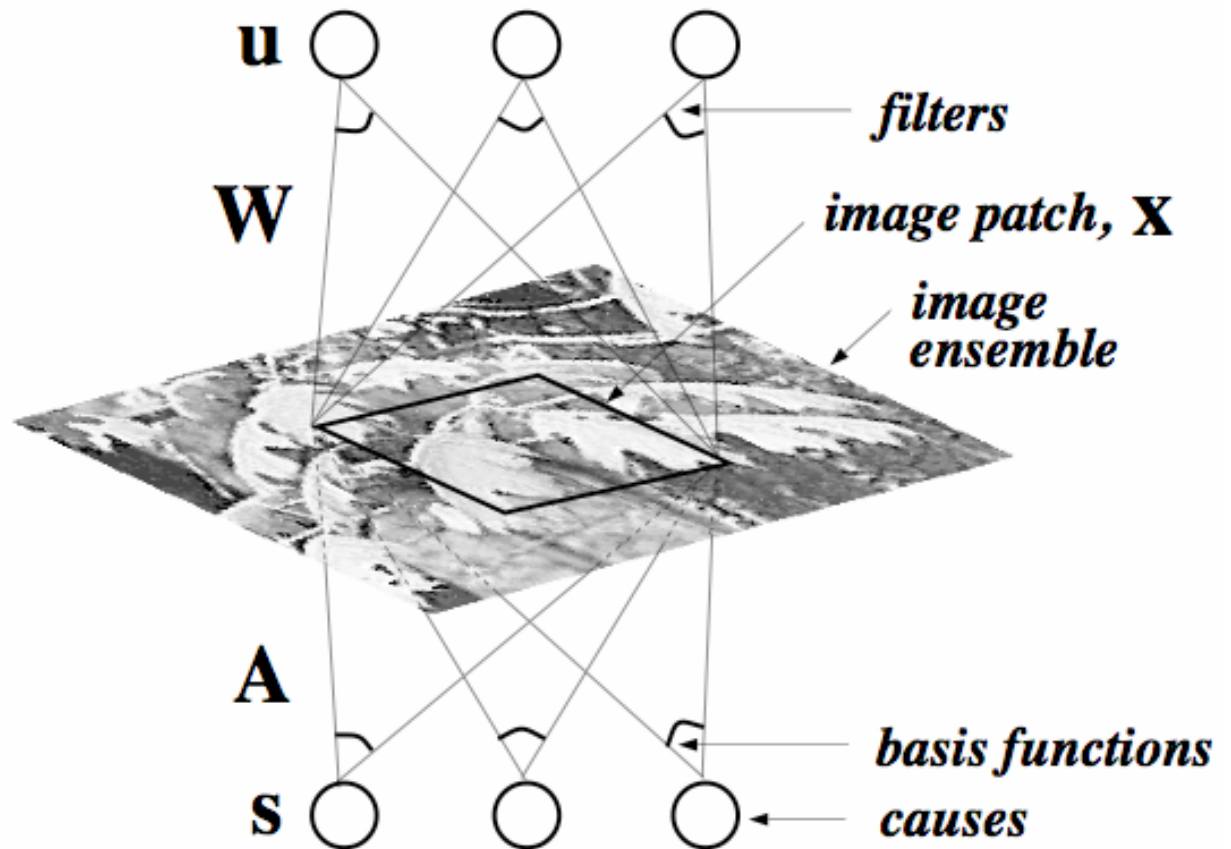 u
filters
W
image patch, x
image
ensemble
A
basis functions
s
causes